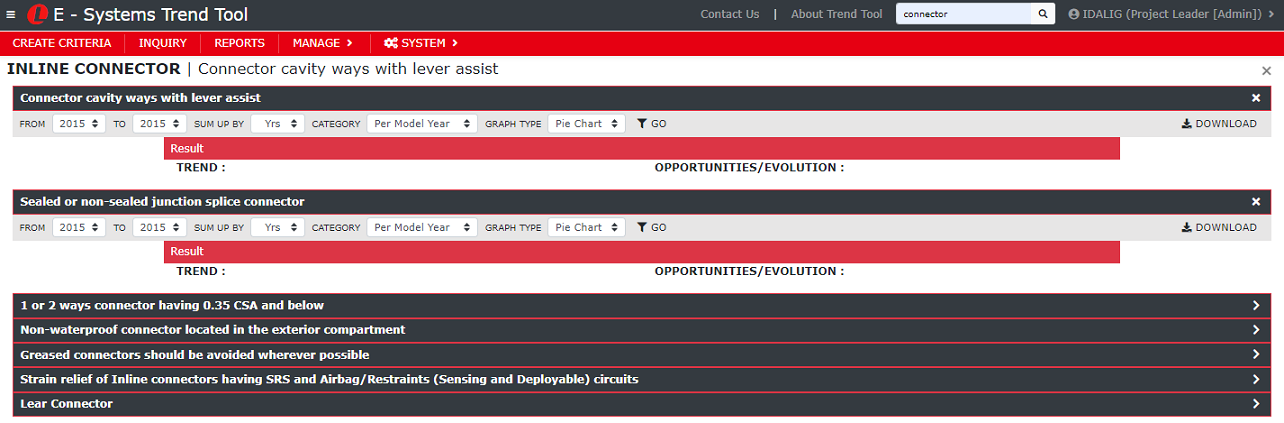 E - Systems Trend Tool Contact Us | About Trend Tool connector IDALIG (Project Leader [Admin])
CREATE CRITERIA INQUIRY REPORTS MANAGE SYSTEM
INLINE CONNECTOR | Connector cavity ways with lever assist
Connector cavity ways with lever assist
FROM 2015 TO 2015 SUM UP BY Yrs CATEGORY Per Model Year GRAPH TYPE Pie Chart GO DOWNLOAD
Result
TREND : OPPORTUNITIES/EVOLUTION :
Sealed or non-sealed junction splice connector
FROM 2015 TO 2015 SUM UP BY Yrs CATEGORY Per Model Year GRAPH TYPE Pie Chart GO DOWNLOAD
Result
TREND : OPPORTUNITIES/EVOLUTION :
1 or 2 ways connector having 0.35 CSA and below
Non-waterproof connector located in the exterior compartment
Greased connectors should be avoided wherever possible
Strain relief of Inline connectors having SRS and Airbag/Restraints (Sensing and Deployable) circuits
Lear Connector